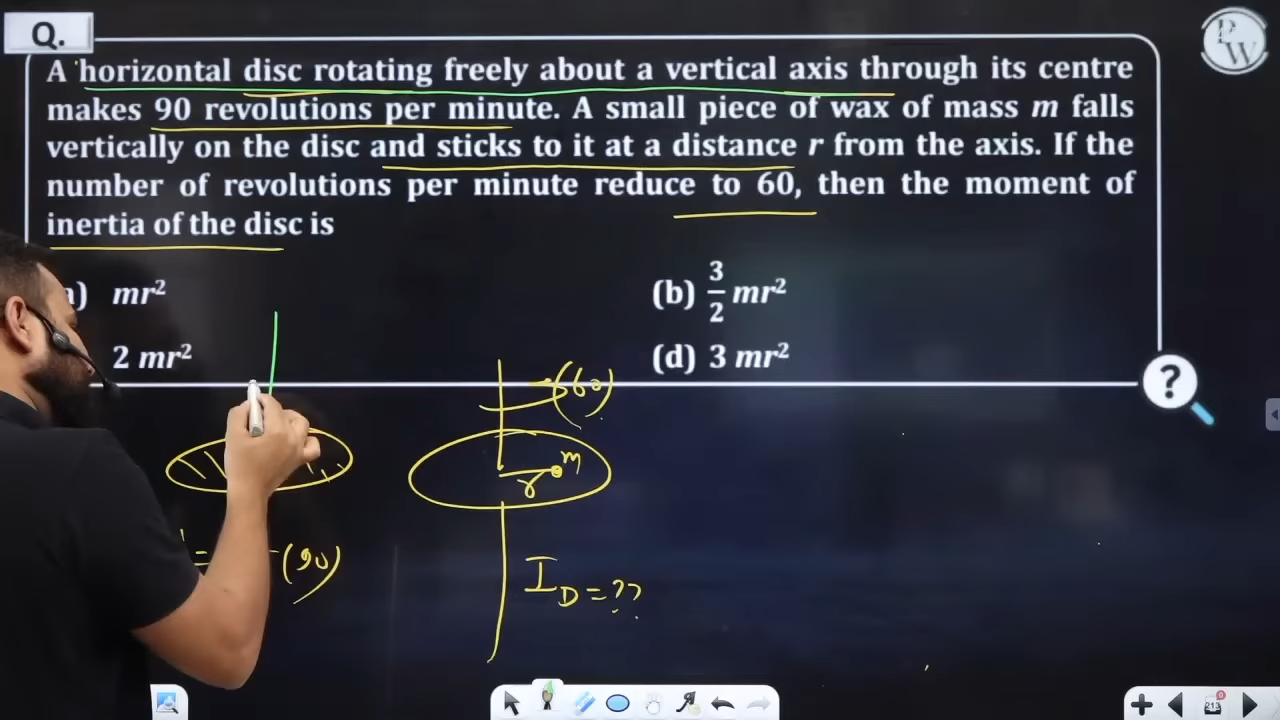 Q.
PW
A horizontal disc rotating freely about a vertical axis through its centre
makes 90 revolutions per minute. A small piece of wax of mass m falls
vertically on the disc and sticks to it at a distance r from the axis. If the
number of revolutions per minute reduce to 60, then the moment of
inertia of the disc is
) mr²
(b) 3/2 mr²
2 mr²
(d) 3 mr²
?
(60)
m
r
(90)
I_D = ??
213